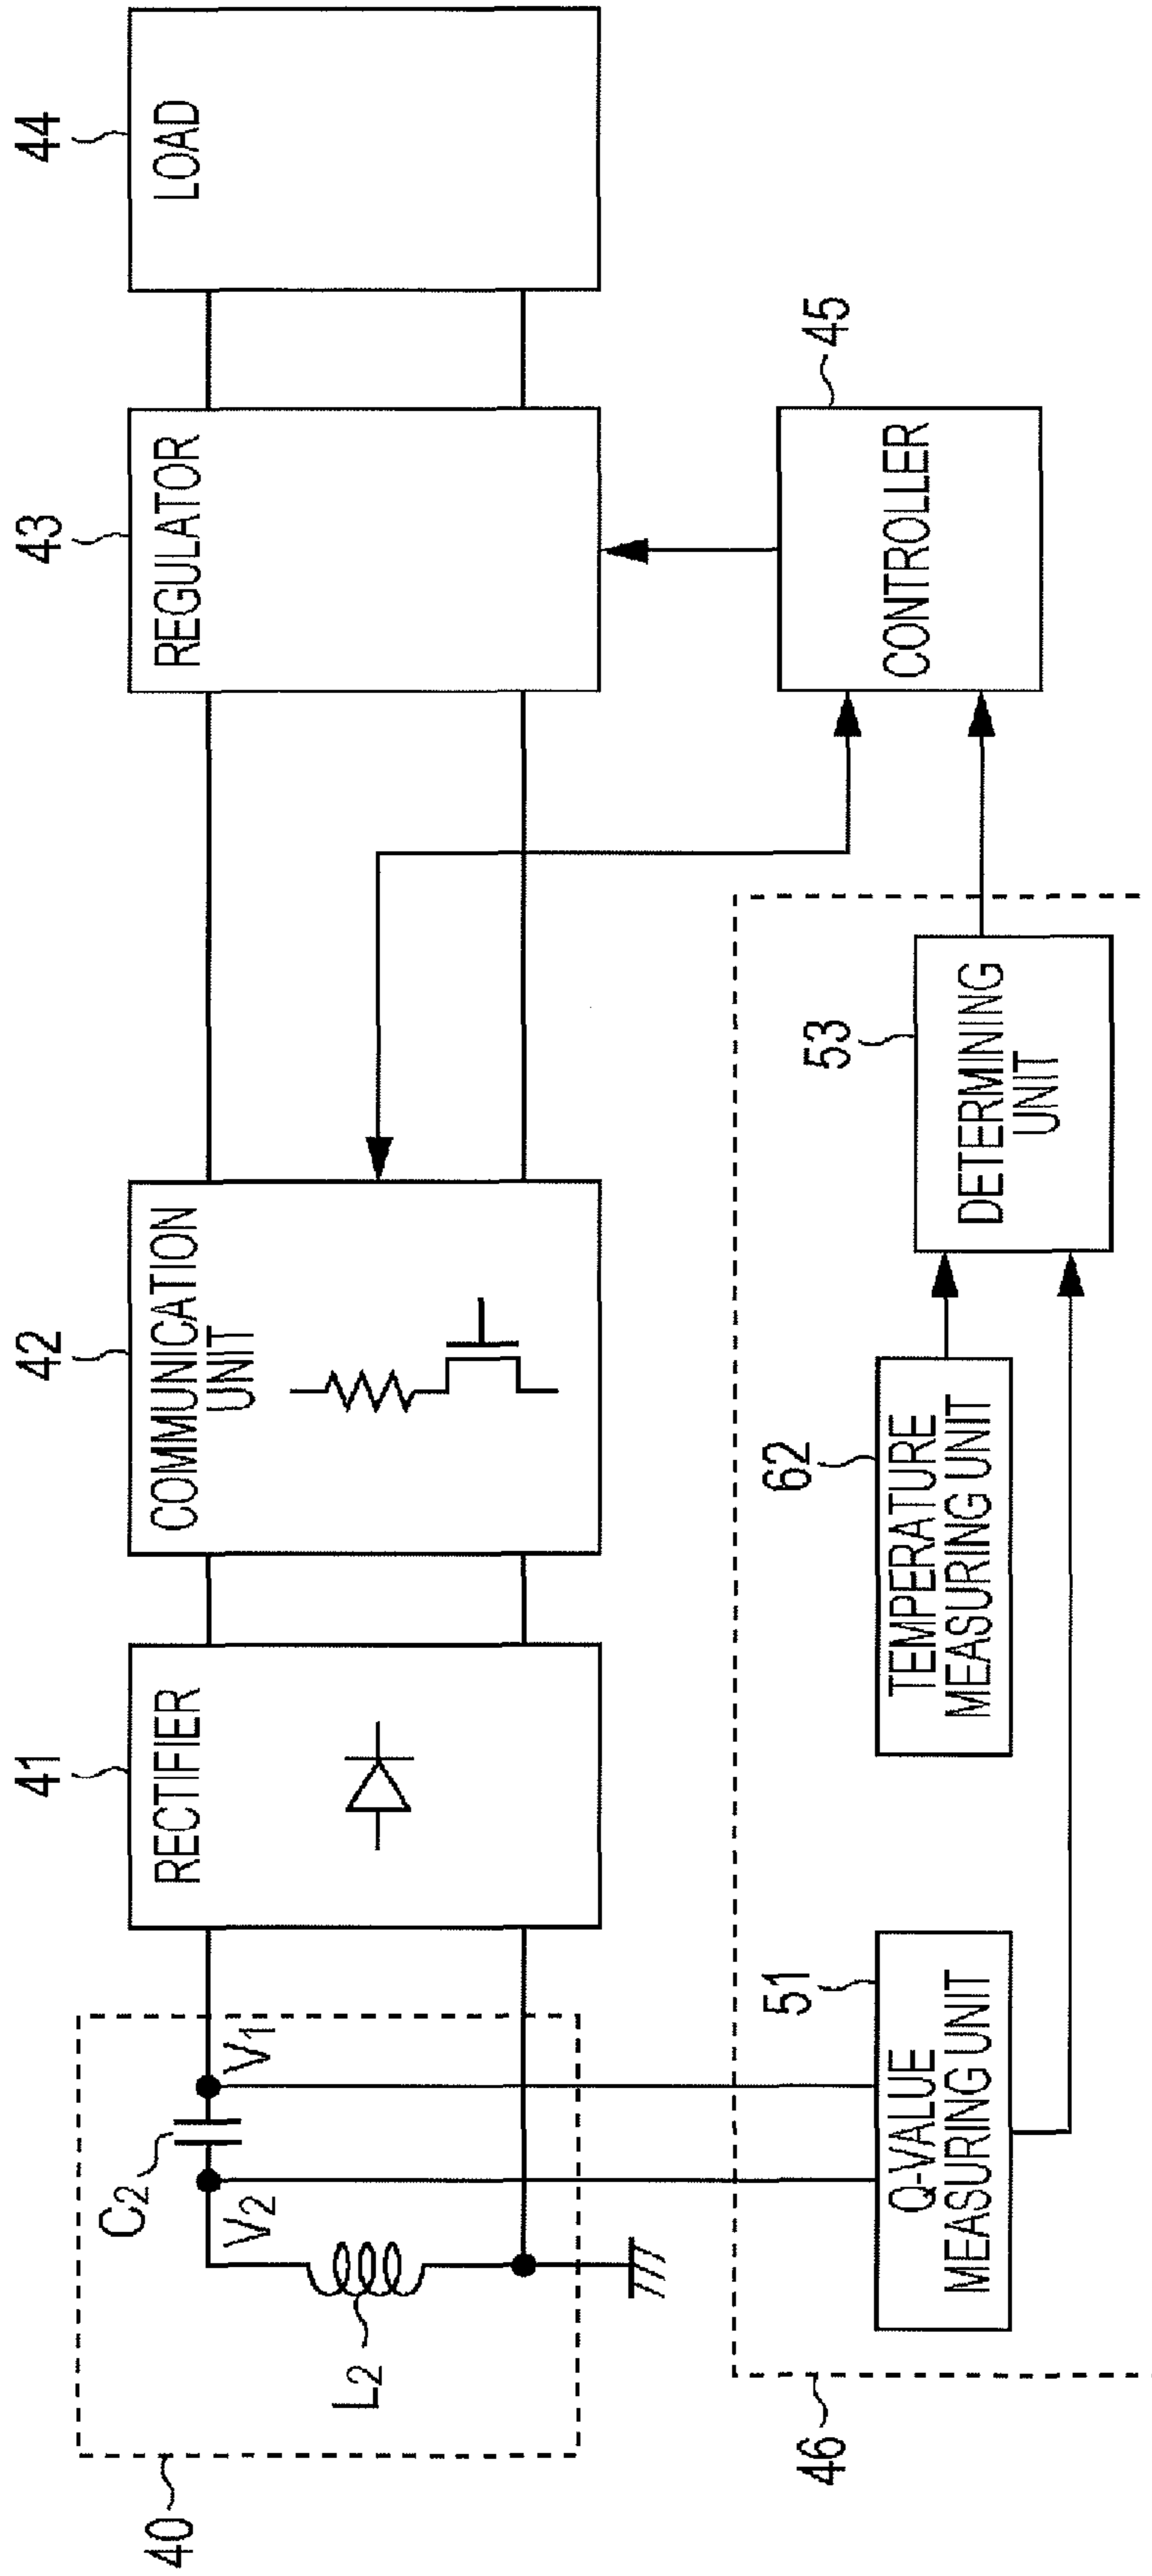 40
41
42
43
44
RECTIFIER
COMMUNICATION
UNIT
REGULATOR
LOAD
C2
V2
V1
L2
45
CONTROLLER
46
51
Q-VALUE
MEASURING UNIT
62
TEMPERATURE
MEASURING UNIT
53
DETERMINING
UNIT